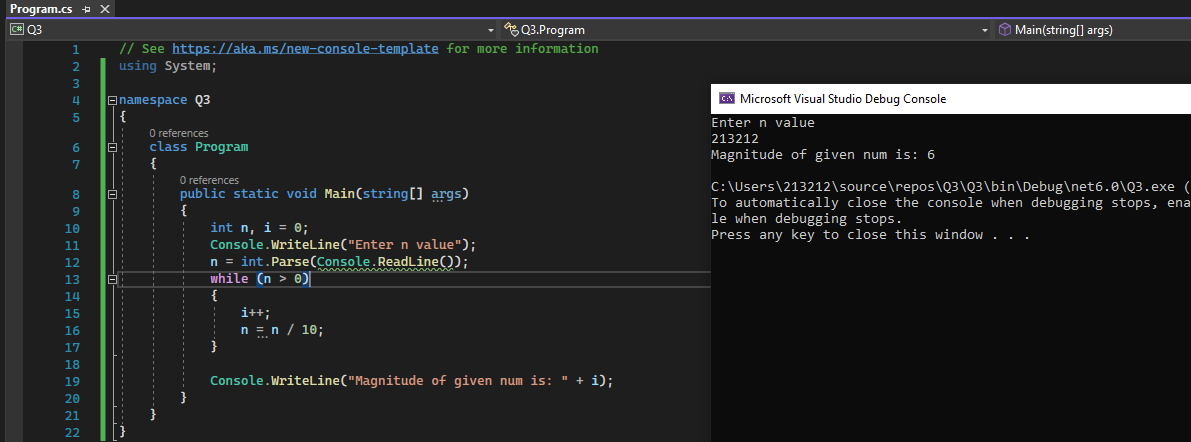 Program.cs
C# Q3
Q3.Program
Main(string[] args)
1 // See https://aka.ms/new-console-template for more information
2 using System;
3
4 namespace Q3
5 {
0 references
6 class Program
7 {
0 references
8 public static void Main(string[] args)
9 {
10 int n, i = 0;
11 Console.WriteLine("Enter n value");
12 n = int.Parse(Console.ReadLine());
13 while (n > 0)
14 {
15 i++;
16 n = n / 10;
17 }
18
19 Console.WriteLine("Magnitude of given num is: " + i);
20 }
21 }
22 }
C:\ Microsoft Visual Studio Debug Console
Enter n value
213212
Magnitude of given num is: 6
C:\Users\213212\source\repos\Q3\Q3\bin\Debug\net6.0\Q3.exe (
To automatically close the console when debugging stops, ena
le when debugging stops.
Press any key to close this window . . .